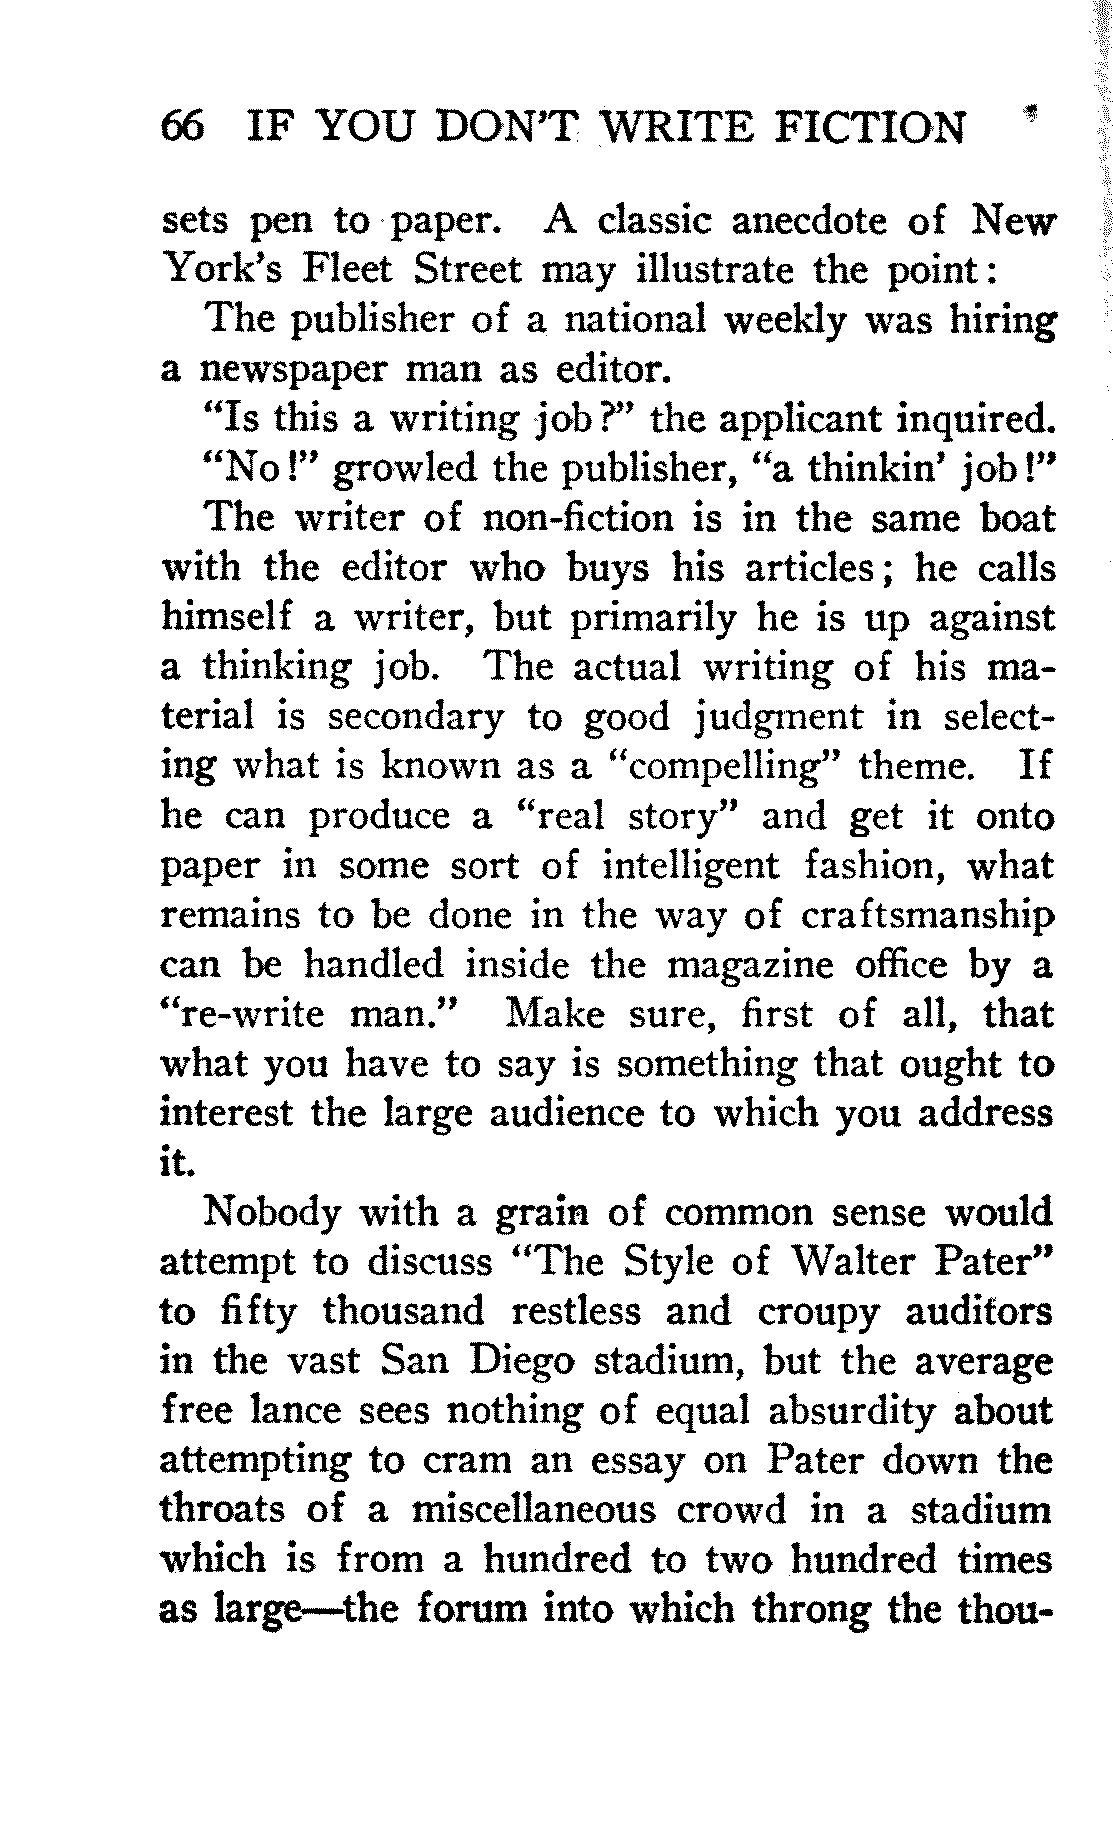 66 IF YOU DON'T WRITE FICTION
sets pen to paper. A classic anecdote of New
York's Fleet Street may illustrate the point:
The publisher of a national weekly was hiring
a newspaper man as editor.
"Is this a writing job?" the applicant inquired.
"No!" growled the publisher, "a thinkin' job!"
The writer of non-fiction is in the same boat
with the editor who buys his articles; he calls
himself a writer, but primarily he is up against
a thinking job. The actual writing of his ma-
terial is secondary to good judgment in select-
ing what is known as a "compelling" theme. If
he can produce a "real story" and get it onto
paper in some sort of intelligent fashion, what
remains to be done in the way of craftsmanship
can be handled inside the magazine office by a
"re-write man." Make sure, first of all, that
what you have to say is something that ought to
interest the large audience to which you address
it.
Nobody with a grain of common sense would
attempt to discuss "The Style of Walter Pater"
to fifty thousand restless and croupy auditors
in the vast San Diego stadium, but the average
free lance sees nothing of equal absurdity about
attempting to cram an essay on Pater down the
throats of a miscellaneous crowd in a stadium
which is from a hundred to two hundred times
as large—the forum into which throng the thou-